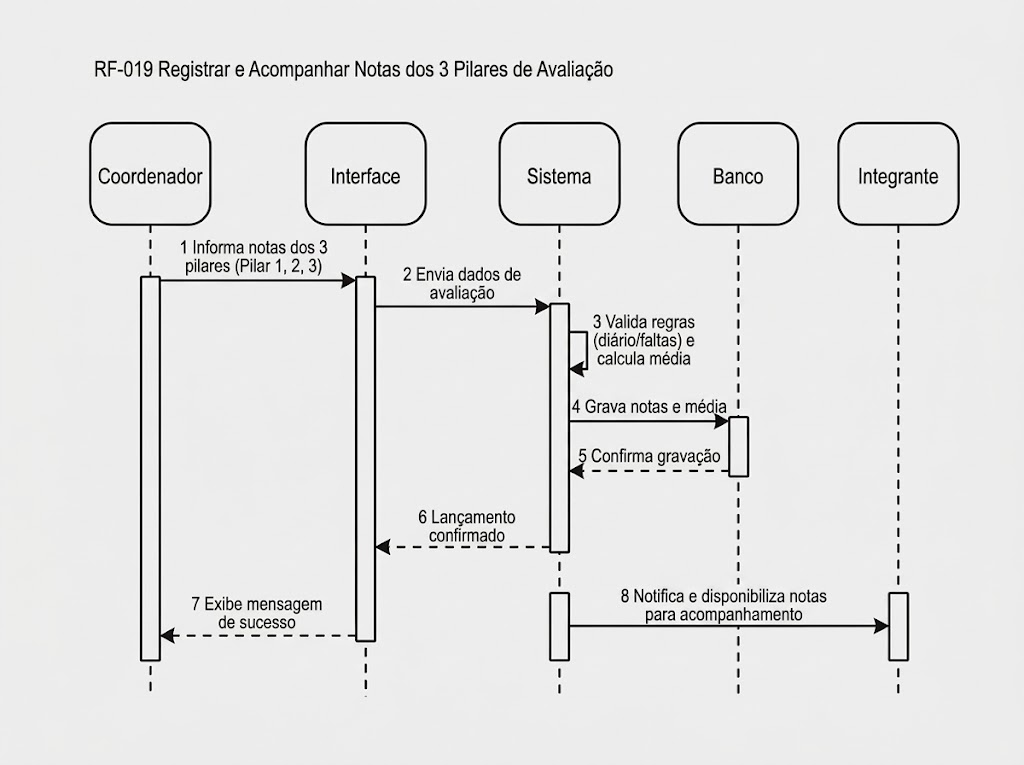 RF-019 Registrar e Acompanhar Notas dos 3 Pilares de Avaliação
Coordenador
Interface
Sistema
Banco
Integrante
1 Informa notas dos 3
pilares (Pilar 1, 2, 3)
2 Envia dados de
avaliação
3 Valida regras
(diário/faltas) e
calcula média
4 Grava notas e média
5 Confirma gravação
6 Lançamento
confirmado
7 Exibe mensagem
de sucesso
8 Notifica e disponibiliza notas
para acompanhamento